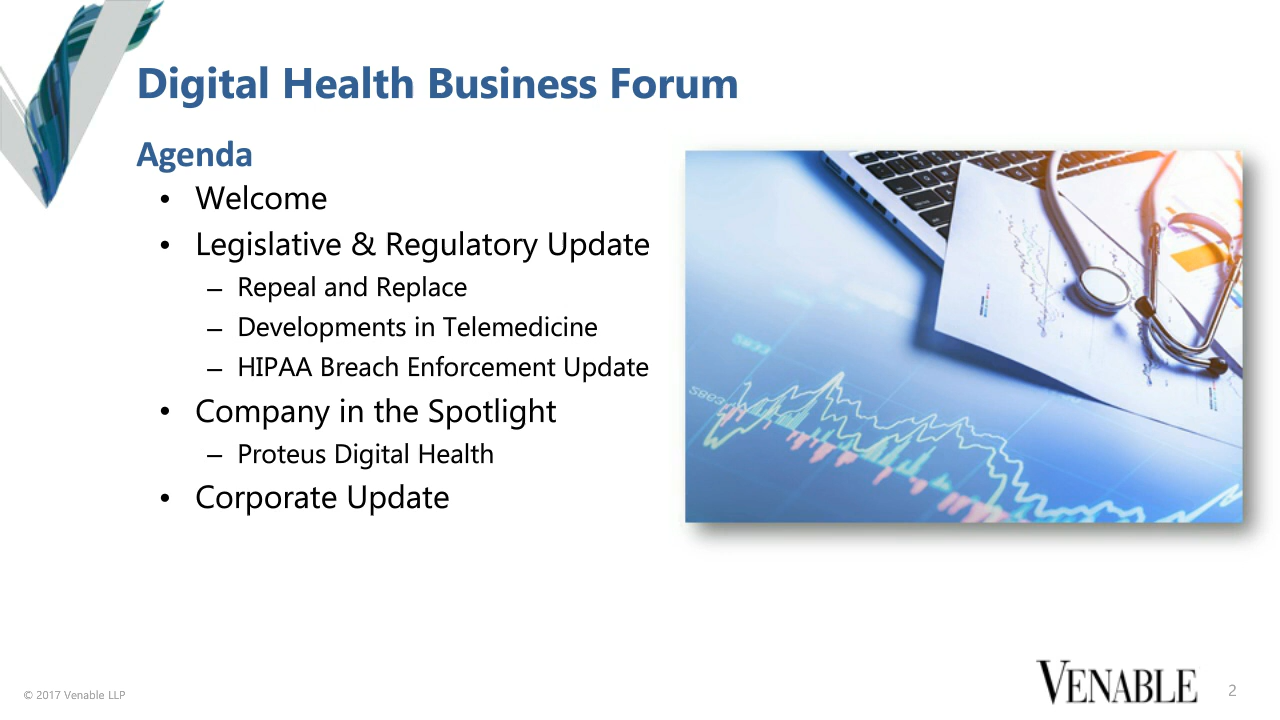 Digital Health Business Forum
Agenda
• Welcome
• Legislative & Regulatory Update
– Repeal and Replace
– Developments in Telemedicine
– HIPAA Breach Enforcement Update
• Company in the Spotlight
– Proteus Digital Health
• Corporate Update
© 2017 Venable LLP
VENABLE
2